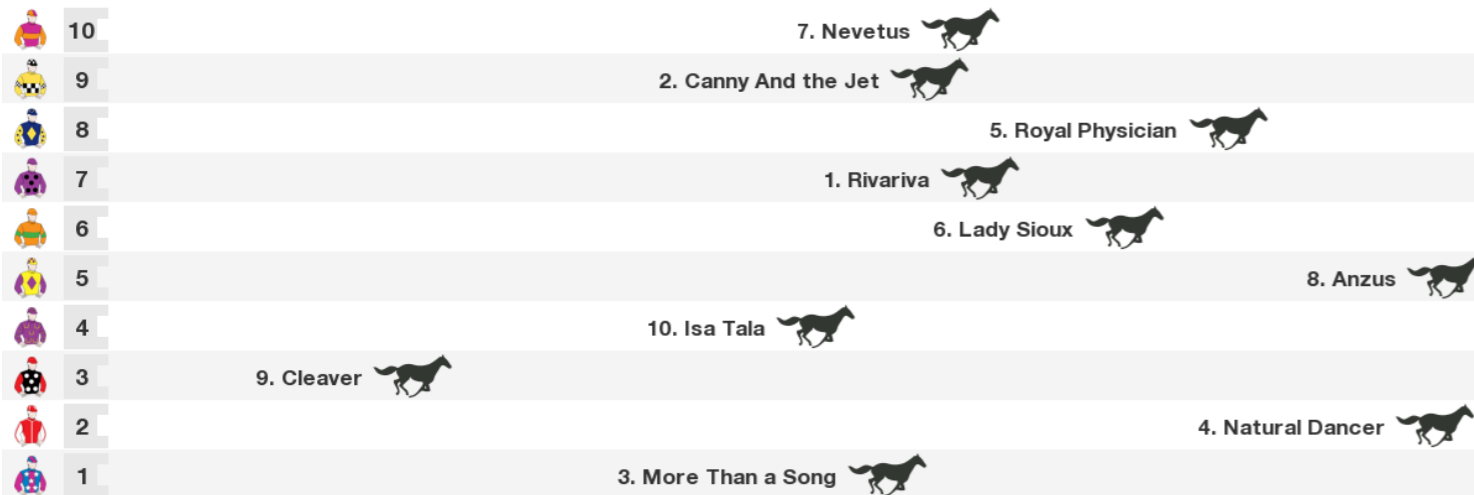 10 7. Nevetus
9 2. Canny And the Jet
8 5. Royal Physician
7 1. Rivariva
6 6. Lady Sioux
5 8. Anzus
4 10. Isa Tala
3 9. Cleaver
2 4. Natural Dancer
1 3. More Than a Song